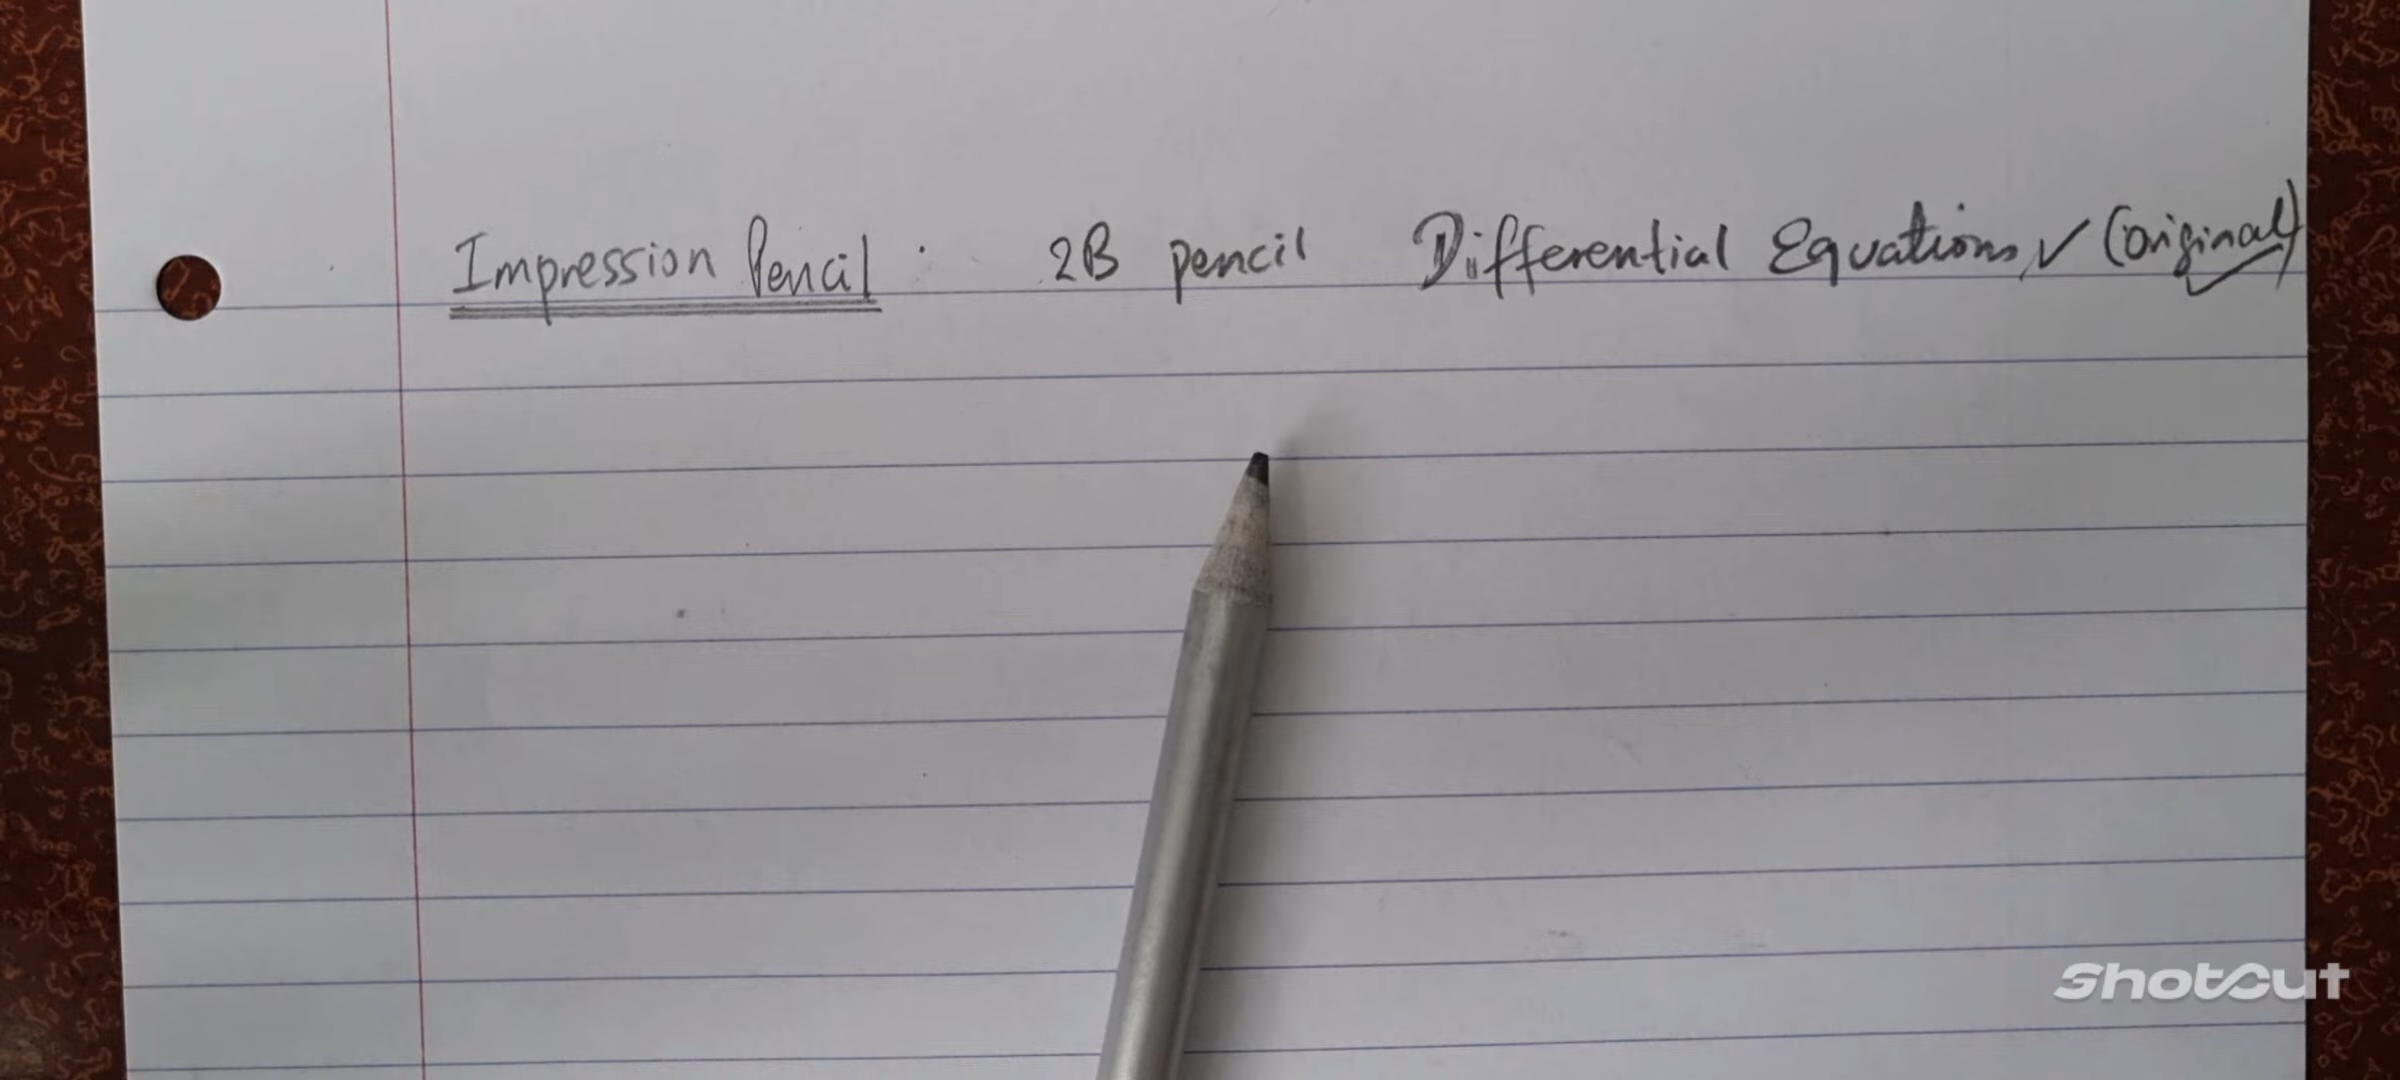 Impression Pencil : 2B pencil Differential Equations ✓ (original)
ShotCut